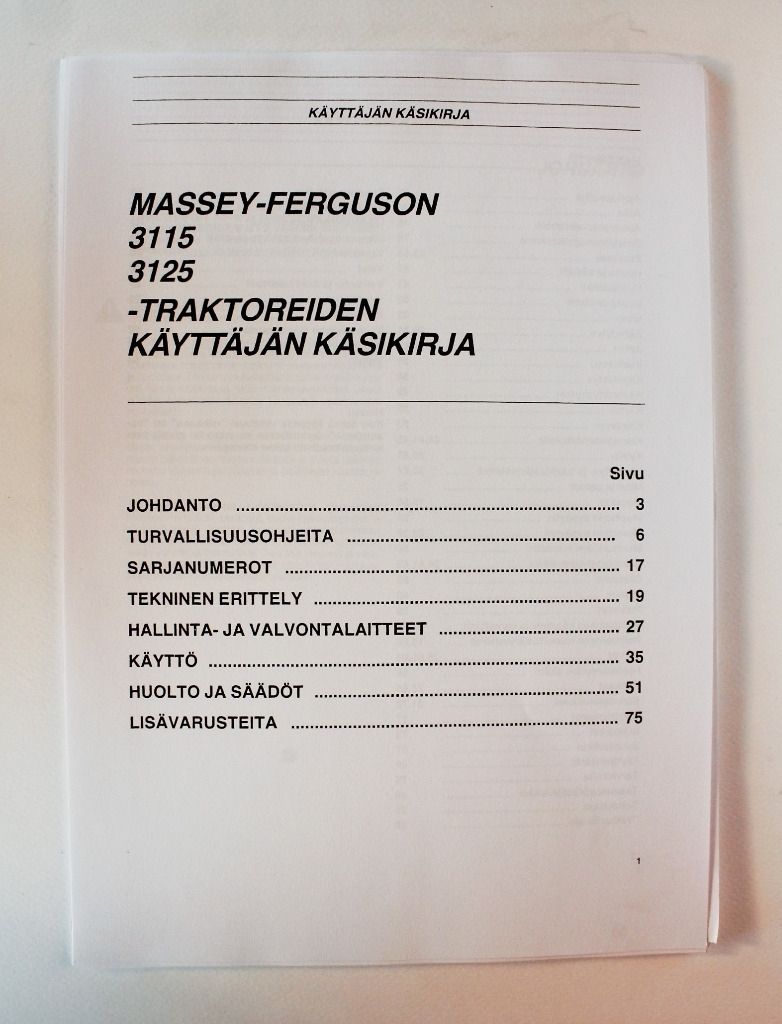 KÄYTTÄJÄN KÄSIKIRJA
MASSEY-FERGUSON
3115
3125
-TRAKTOREIDEN
KÄYTTÄJÄN KÄSIKIRJA
Sivu
JOHDANTO ........................................ 3
TURVALLISUUSOHJEITA ........................................ 6
SARJANUMEROT ........................................ 17
TEKNINEN ERITTELY ........................................ 19
HALLINTA- JA VALVONTALAITTEET ........................................ 27
KÄYTTÖ ........................................ 35
HUOLTO JA SÄÄDÖT ........................................ 51
LISÄVARUSTEITA ........................................ 75
1